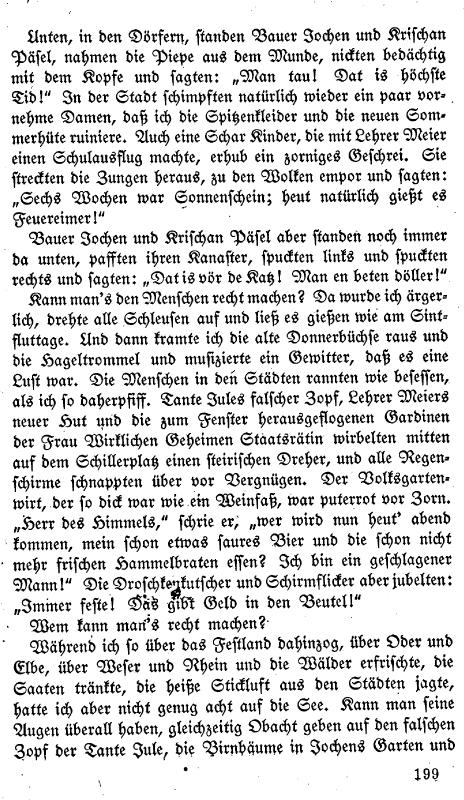 Unten, in den Dörfern, standen Bauer Jochen und Krischan
Päsel, nahmen die Piepe aus dem Munde, nickten bedächtig
mit dem Kopfe und sagten: „Man tau! Dat is höchste
Tid!“ In der Stadt schimpften natürlich wieder ein paar vor-
nehme Damen, daß ich die Spitzenkleider und die neuen Som-
merhüte ruiniere. Auch eine Schar Kinder, die mit Lehrer Meier
einen Schulausflug machte, erhub ein zorniges Geschrei. Sie
streckten die Zungen heraus, zu den Wolken empor und sagten:
„Sechs Wochen war Sonnenschein; heut natürlich gießt es
Feuereimer!“
Bauer Jochen und Krischan Päsel aber standen noch immer
da unten, pafften ihren Kanaster, spuckten links und spuckten
rechts und sagten: „Dat is vör de Katz! Man en beten döller!“
Kann man's den Menschen recht machen? Da wurde ich ärger-
lich, drehte alle Schleusen auf und ließ es gießen wie am Sint-
fluttage. Und dann kramte ich die alte Donnerbüchse raus und
die Hageltrommel und musizierte ein Gewitter, daß es eine
Lust war. Die Menschen in den Städten rannten wie besessen,
als ich so daherpfiff. Tante Jules falscher Zopf, Lehrer Meiers
neuer Hut und die zum Fenster herausgeflogenen Gardinen
der Frau Wirklichen Geheimen Staatsrätin wirbelten mitten
auf dem Schillerplatz einen steirischen Dreher, und alle Regen-
schirme schnappten über vor Vergnügen. Der Volksgarten-
wirt, der so dick war wie ein Weinfaß, war puterrot vor Zorn.
„Herr des Himmels,“ schrie er, „wer wird nun heut' abend
kommen, mein schon etwas saures Bier und die schon nicht
mehr frischen Hammelbraten essen? Ich bin ein geschlagener
Mann!“ Die Droschkenkutscher und Schirmflicker aber jubelten:
„Immer feste! Das gibt Geld in den Beutel!“
Wem kann man's recht machen?
Während ich so über das Festland dahinzog, über Oder und
Elbe, über Weser und Rhein und die Wälder erfrischte, die
Saaten tränkte, die heiße Stickluft aus den Städten jagte,
hatte ich aber nicht genug acht auf die See. Kann man seine
Augen überall haben, gleichzeitig Obacht geben auf den falschen
Zopf der Tante Jule, die Birnbäume in Jochens Garten und
199